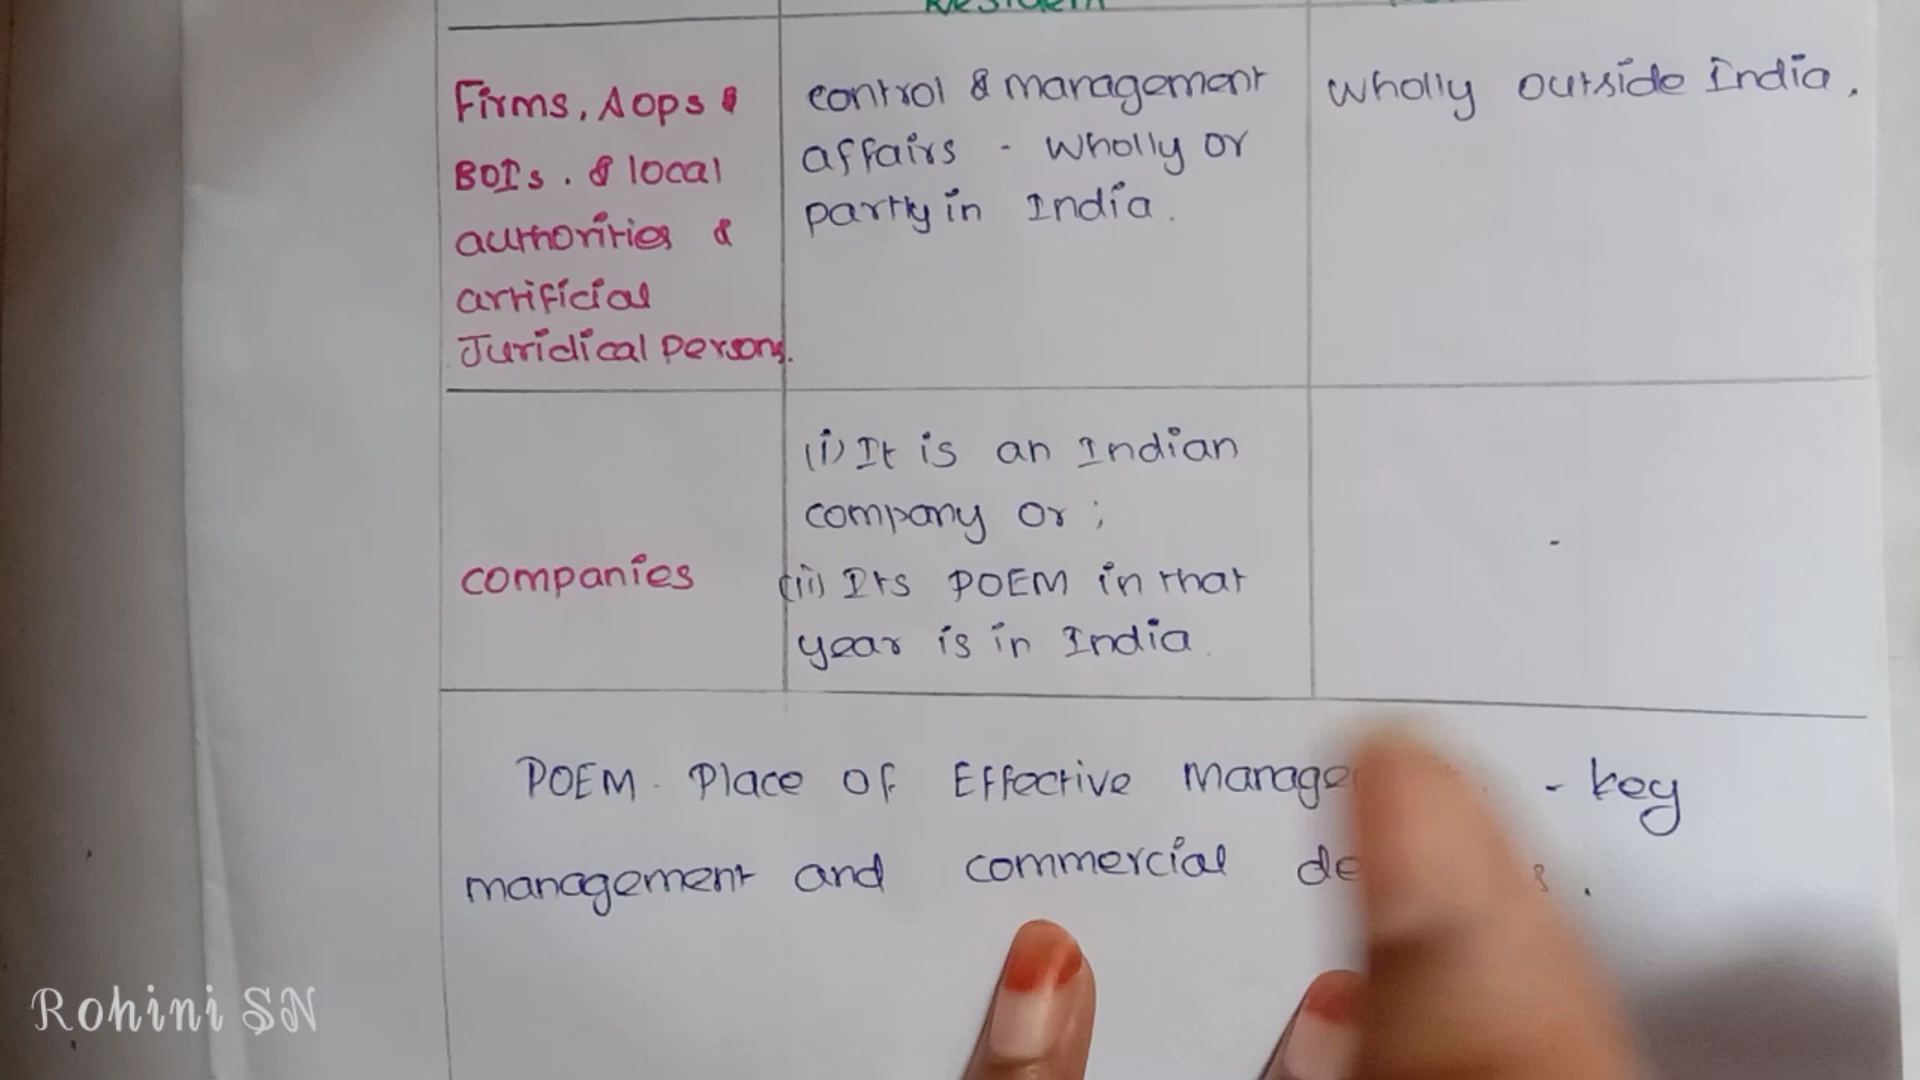 Resident
Firms, AOPs &
BOIs. & local
authorities &
artificial
Juridical persons.
control & management
affairs - wholly or
partly in India.
wholly outside India.
companies
(i) It is an Indian
company or ;
(ii) Its POEM in that
year is in India.
-
POEM - Place of Effective - key
management and commercial .
Rohini SN